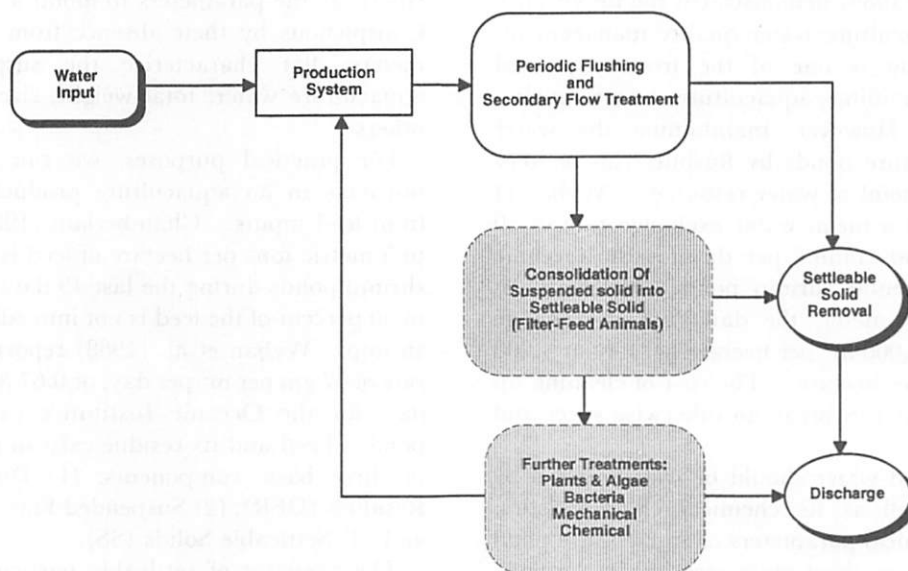 Water
Input
Production
System
Periodic Flushing
and
Secondary Flow Treatment
Consolidation Of
Suspended solid into
Settleable Solid
(Filter-Feed Animals)
Settleable
Solid
Removal
Further Treatments:
Plants & Algae
Bacteria
Mechanical
Chemical
Discharge